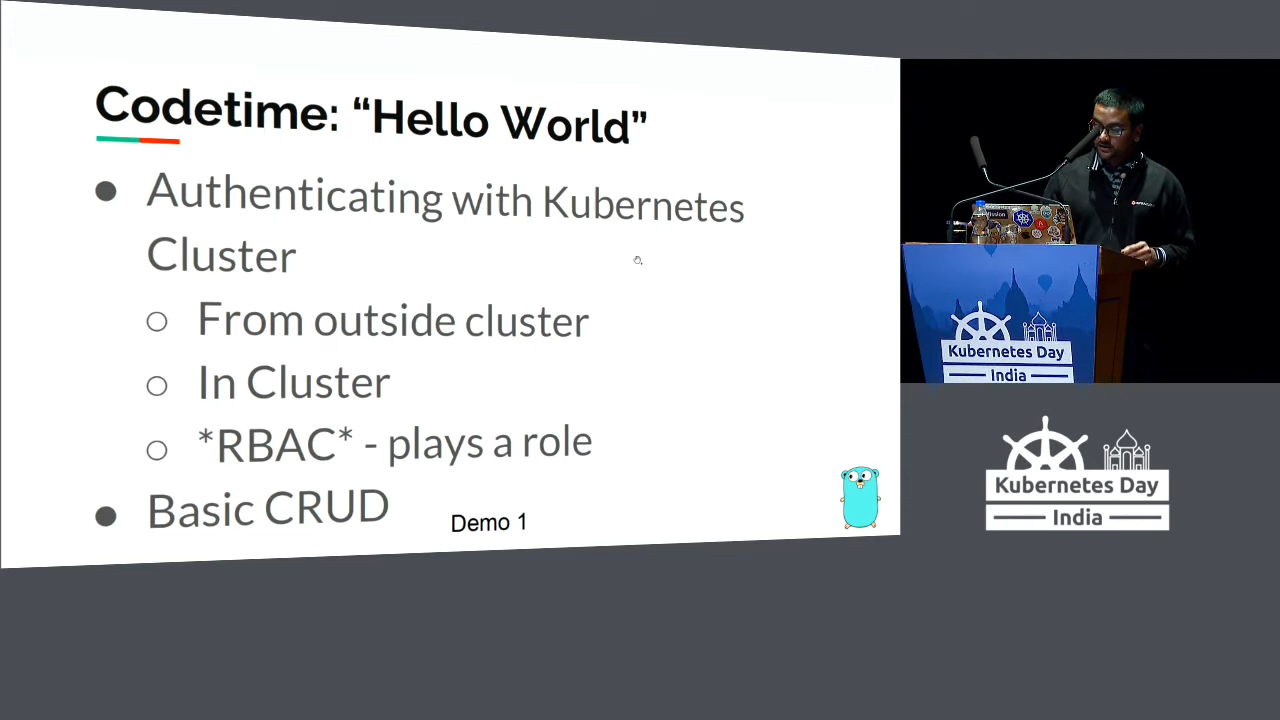 Codetime: “Hello World”
● Authenticating with Kubernetes
Cluster
○ From outside cluster
○ In Cluster
○ *RBAC* - plays a role
● Basic CRUD
Demo 1
Kubernetes Day
India
Kubernetes Day
India